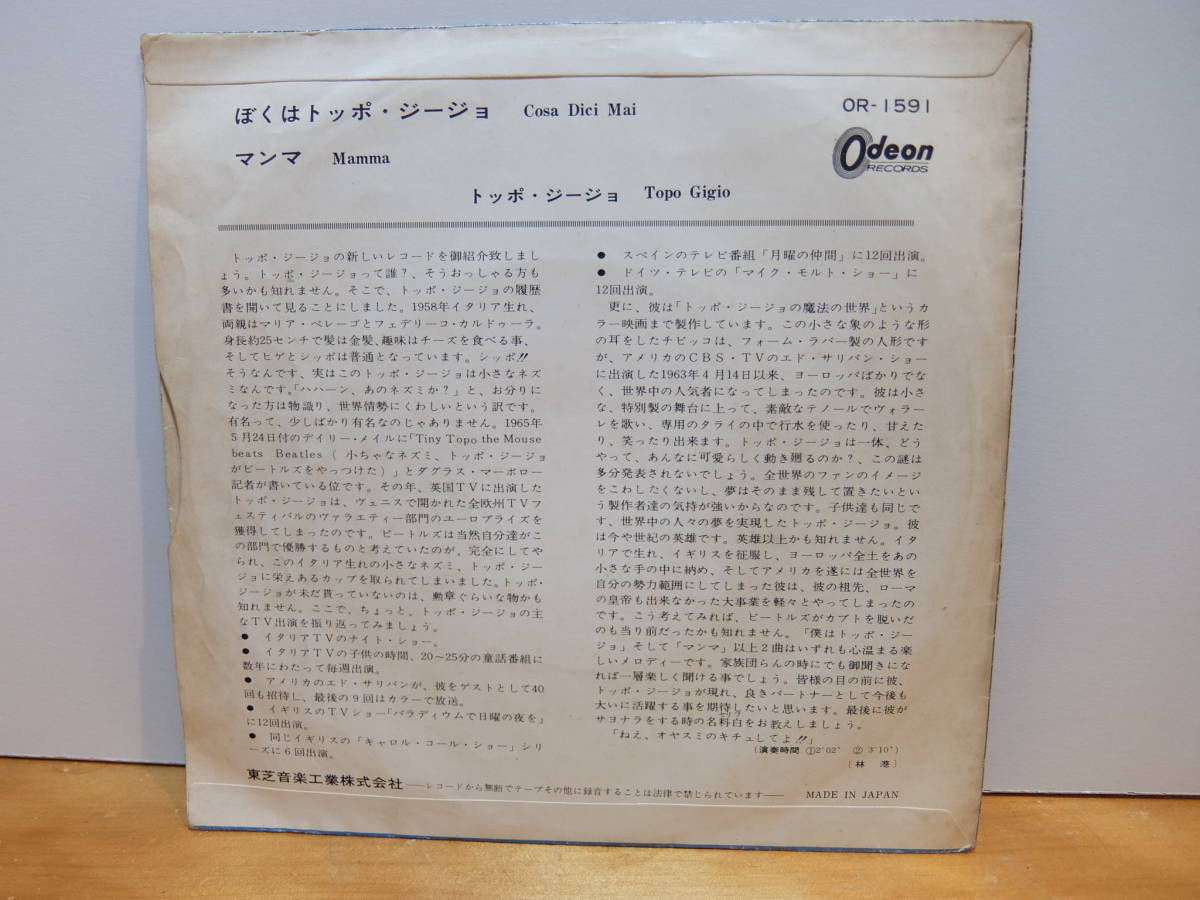 ぼくはトッポ・ジージョ Cosa Dici Mai
OR-1591
マンマ Mamma
Odeon
RECORDS
トッポ・ジージョ Topo Gigio
トッポ・ジージョの新しいレコードを御紹介致しまし
ょう。トッポ・ジージョって誰?、そうおっしゃる方も
多いかも知れません。そこで、トッポ・ジージョの履歴
書を開いて見ることにしました。1958年イタリア生れ、
両親はマリア・ペレーゴとフェデリーコ・カルドゥーラ。
身長約25センチで髪は金髪、趣味はチーズを食べる事、
そしてヒゲとシッポは普通となっています。シッポ!!
そうなんです、実はこのトッポ・ジージョは小さなネズ
ミなんです。「ハハーン、あのネズミか?」と、お分りに
なった方は物識り、世界情勢にくわしいという訳です。
有名って、少しばかり有名なのじゃありません。1965年
5月24日付のデイリー・メイルに「Tiny Topo the Mouse
beats Beatles ( 小ちゃなネズミ、トッポ・ジージョ
がビートルズをやっつけた)」とダグラス・マーボロー
記者が書いている位です。その年、英国TVに出演した
トッポ・ジージョは、ヴェニスで開かれた全欧州TVフ
ェスティバルのヴァラエティー部門のユーロプライズを
獲得してしまったのです。ビートルズは当然自分達がこ
の部門で優勝するものと考えていたのが、完全にしてや
られ、このイタリア生れの小さなネズミ、トッポ・ジー
ジョに栄えあるカップを取られてしまいました。トッポ・
ジージョが未だ貰っていないのは、勲章ぐらいな物かも
知れません。ここで、ちょっと、トッポ・ジージョの主
なTV出演を振り返ってみましょう。
● イタリアTVのナイト・ショー。
● イタリアTVの子供の時間、20〜25分の童話番組に
数年にわたって毎週出演。
● アメリカのエド・サリバンが、彼をゲストとして40
回も招待し、最後の9回はカラーで放送。
● イギリスのTVショー「パラディウムで日曜の夜を」
に12回出演。
● 同じイギリスの「キャロル・コール・ショー」シリ
ーズに6回出演。
● スペインのテレビ番組「月曜の仲間」に12回出演。
● ドイツ・テレビの「マイク・モルト・ショー」に
12回出演。
更に、彼は「トッポ・ジージョの魔法の世界」というカ
ラー映画まで製作しています。この小さな象のような形
の耳をしたチビッコは、フォーム・ラバー製の人形です
が、アメリカのCBS・TVのエド・サリバン・ショー
に出演した1963年4月14日以来、ヨーロッパばかりでな
く、世界中の人気者になってしまったのです。彼は小さ
な、特別製の舞台に上って、素敵なテノールでヴォラー
レを歌い、専用のタライの中で行水を使ったり、甘えた
り、笑ったり出来ます。トッポ・ジージョは一体、どう
やって、あんなに可愛らしく動き廻るのか?、この謎は
多分発表されないでしょう。全世界のファンのイメージ
をこわしたくないし、夢はそのまま残して置きたいとい
う製作者達の気持が強いからなのです。子供達も同じで
す、世界中の人々の夢を実現したトッポ・ジージョ。彼
は今や世紀の英雄です。英雄以上かも知れません。イタ
リアで生れ、イギリスを征服し、ヨーロッパ全土をあの
小さな手の中に納め、そしてアメリカを遂には全世界を
自分の勢力範囲にしてしまった彼は、彼の祖先、ローマ
の皇帝も出来なかった大事業を軽々とやってしまったの
です。こう考えてみれば、ビートルズがカブトを脱いだ
のも当り前だったかも知れません。「僕はトッポ・ジー
ジョ」そして「マンマ」以上2曲はいずれも心温まる楽
しいメロディーです。家族団らんの時にでも御聞きにな
れば一層楽しく聞ける事でしょう。皆様の目の前に彼、
トッポ・ジージョが現れ、良きパートナーとして今後も
大いに活躍する事を期待したいと思います。最後に彼が
サヨナラをする時の名料白をお教えしましょう。
セリフ
「ねえ、オヤスミのキチュしてよ!!」
(演奏時間 ①2'02" ② 3'10")
〔林 港〕
東芝音楽工業株式会社——レコードから無断でテープその他に録音することは法律で禁じられています—— MADE IN JAPAN